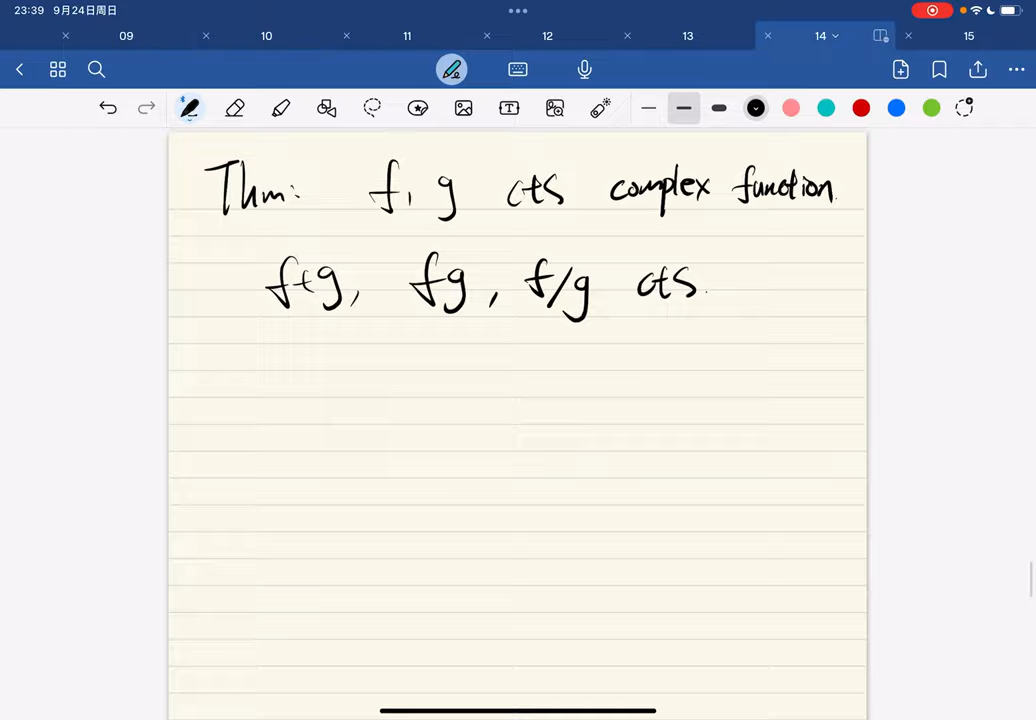 23:39 9月24日周日
09 10 11 12 13 14 15
Thm: f, g cts complex function.
f+g, fg, f/g cts.